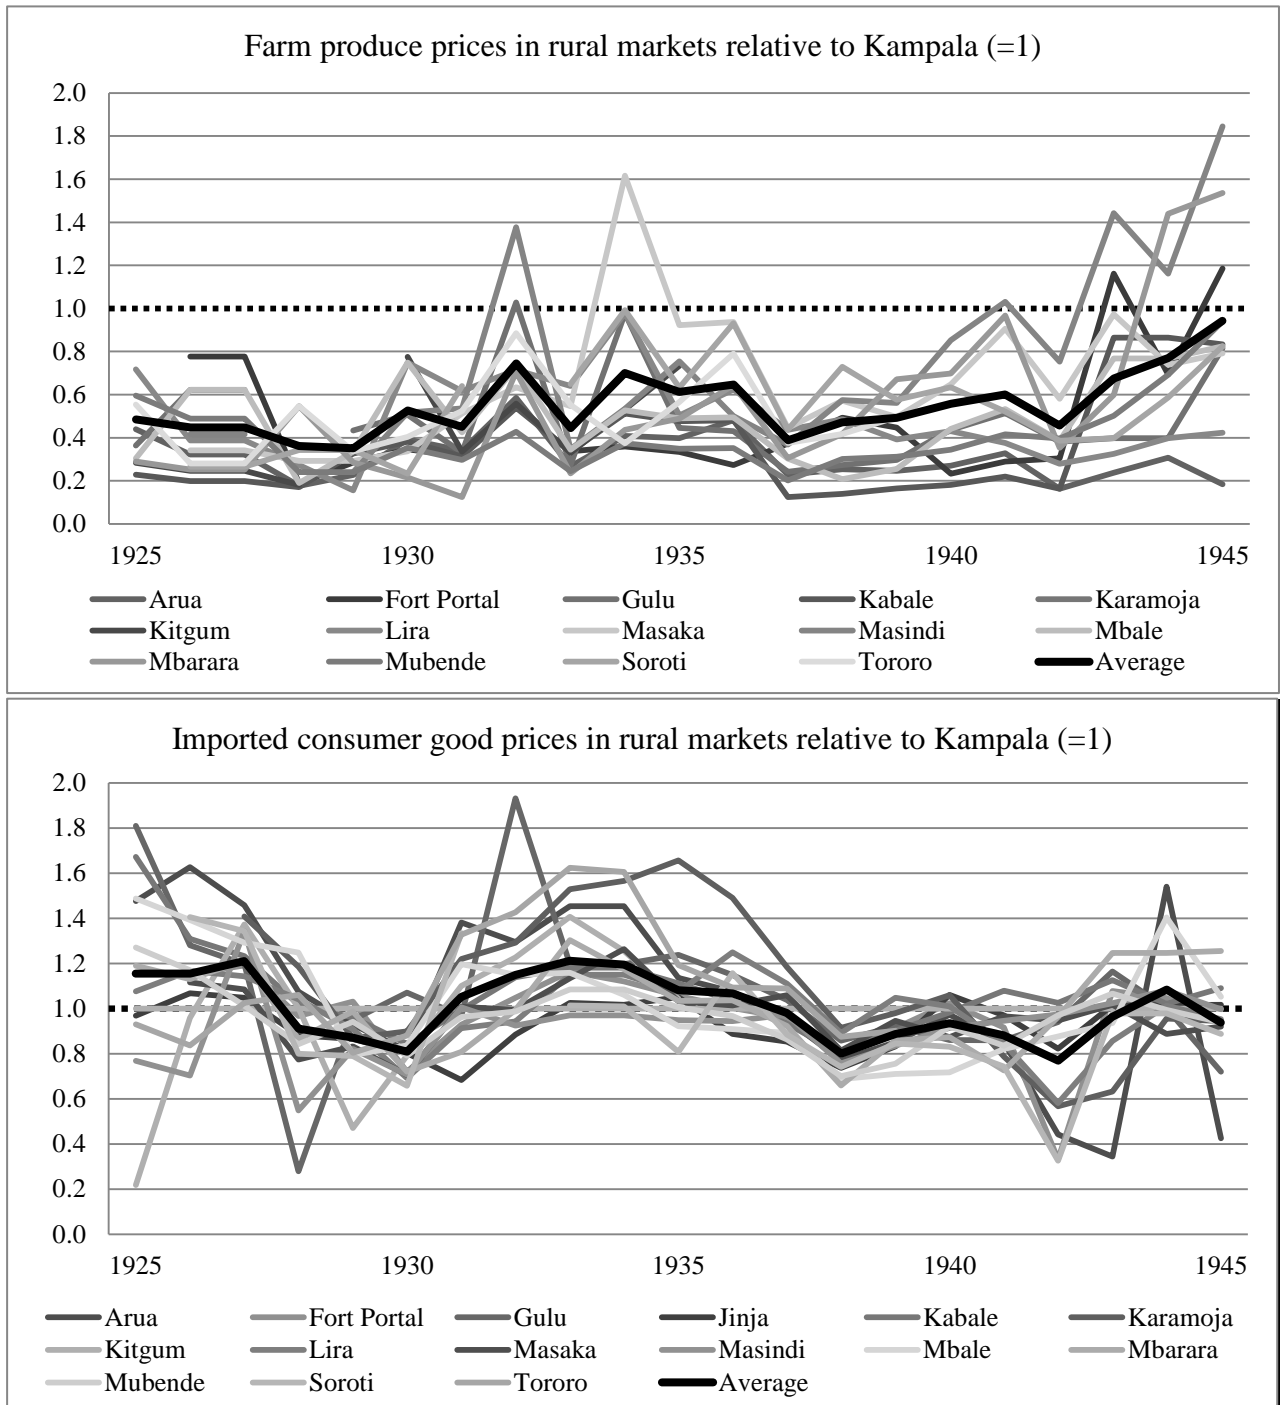 Farm produce prices in rural markets relative to Kampala (=1)
2.0
1.8
1.6
1.4
1.2
1.0
0.8
0.6
0.4
0.2
0.0
1925 1930 1935 1940 1945
Arua Fort Portal Gulu Kabale Karamoja
Kitgum Lira Masaka Masindi Mbale
Mbarara Mubende Soroti Tororo Average
Imported consumer good prices in rural markets relative to Kampala (=1)
2.0
1.8
1.6
1.4
1.2
1.0
0.8
0.6
0.4
0.2
0.0
1925 1930 1935 1940 1945
Arua Fort Portal Gulu Jinja Kabale Karamoja
Kitgum Lira Masaka Masindi Mbale Mbarara
Mubende Soroti Tororo Average